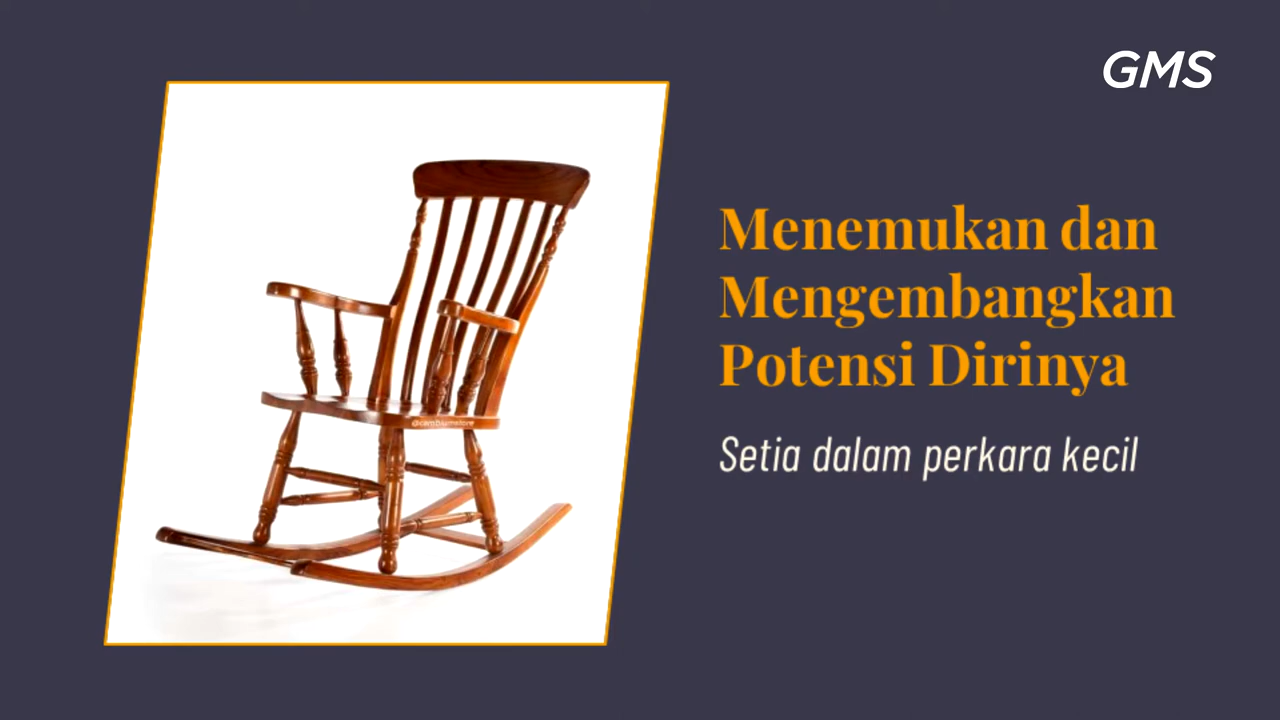 GMS
Menemukan dan
Mengembangkan
Potensi Dirinya
Setia dalam perkara kecil